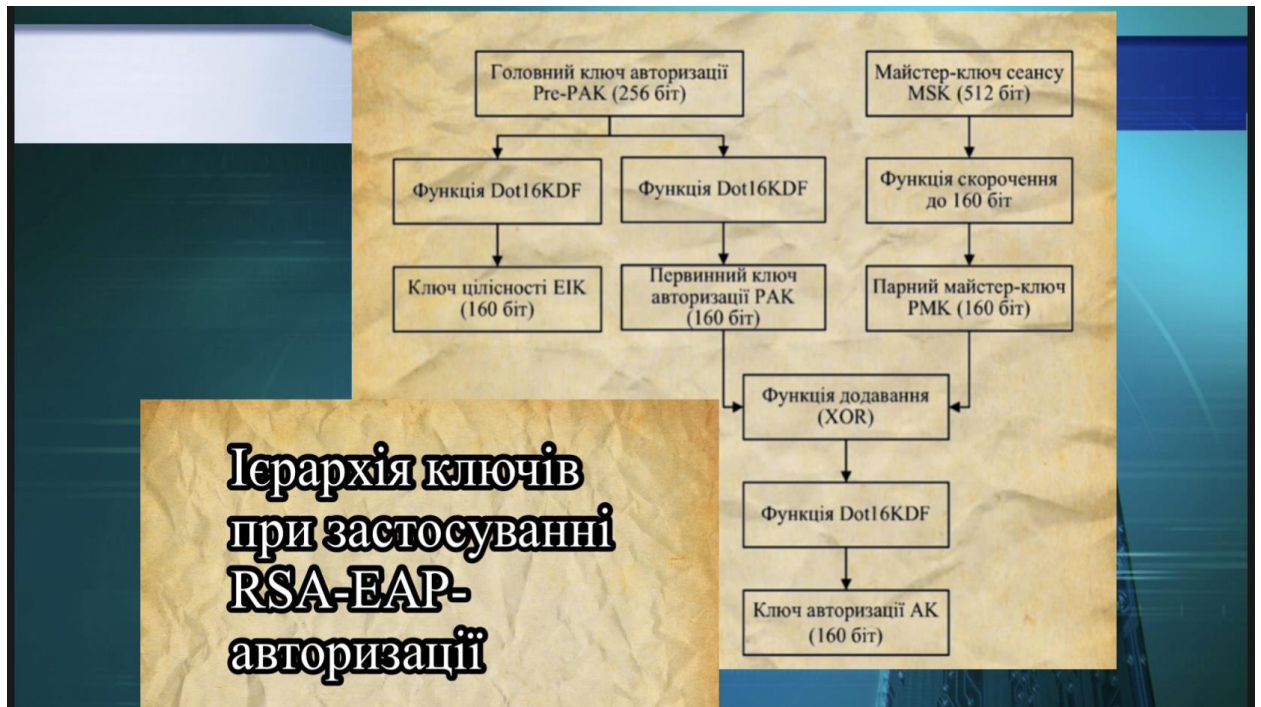 Головний ключ авторизації
Pre-PAK (256 біт)
Майстер-ключ сеансу
MSK (512 біт)
Функція Dot16KDF
Функція Dot16KDF
Функція скорочення
до 160 біт
Ключ цілісності EIK
(160 біт)
Первинний ключ
авторизації PAK
(160 біт)
Парний майстер-ключ
PMK (160 біт)
Функція додавання
(XOR)
Функція Dot16KDF
Ключ авторизації AK
(160 біт)
Ієрархія ключів
при застосуванні
RSA-EAP-
авторизації